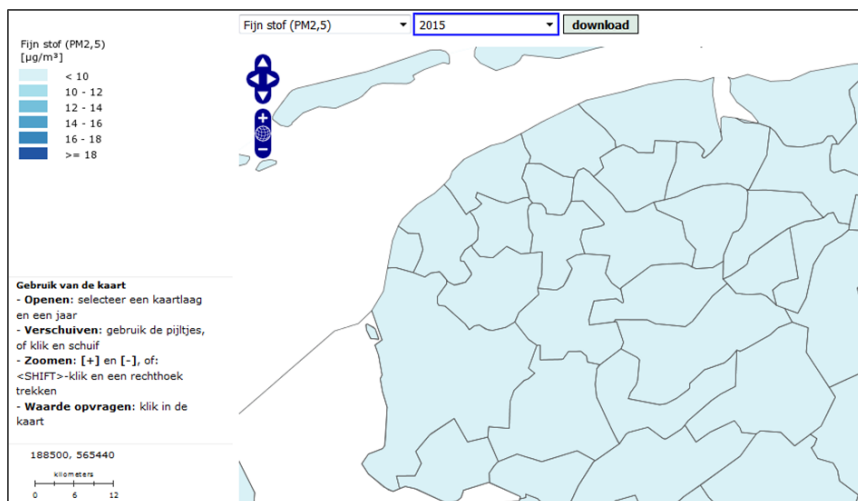 Fijn stof (PM2,5)
2015
download
Fijn stof (PM2,5)
[µg/m³]
< 10
10 - 12
12 - 14
14 - 16
16 - 18
>= 18
Gebruik van de kaart
- Openen: selecteer een kaartlaag
en een jaar
- Verschuiven: gebruik de pijltjes,
of klik en schuif
- Zoomen: [+] en [-], of:
<SHIFT>-klik en een rechthoek
trekken
- Waarde opvragen: klik in de
kaart
188500, 565440
kilometers
0 6 12